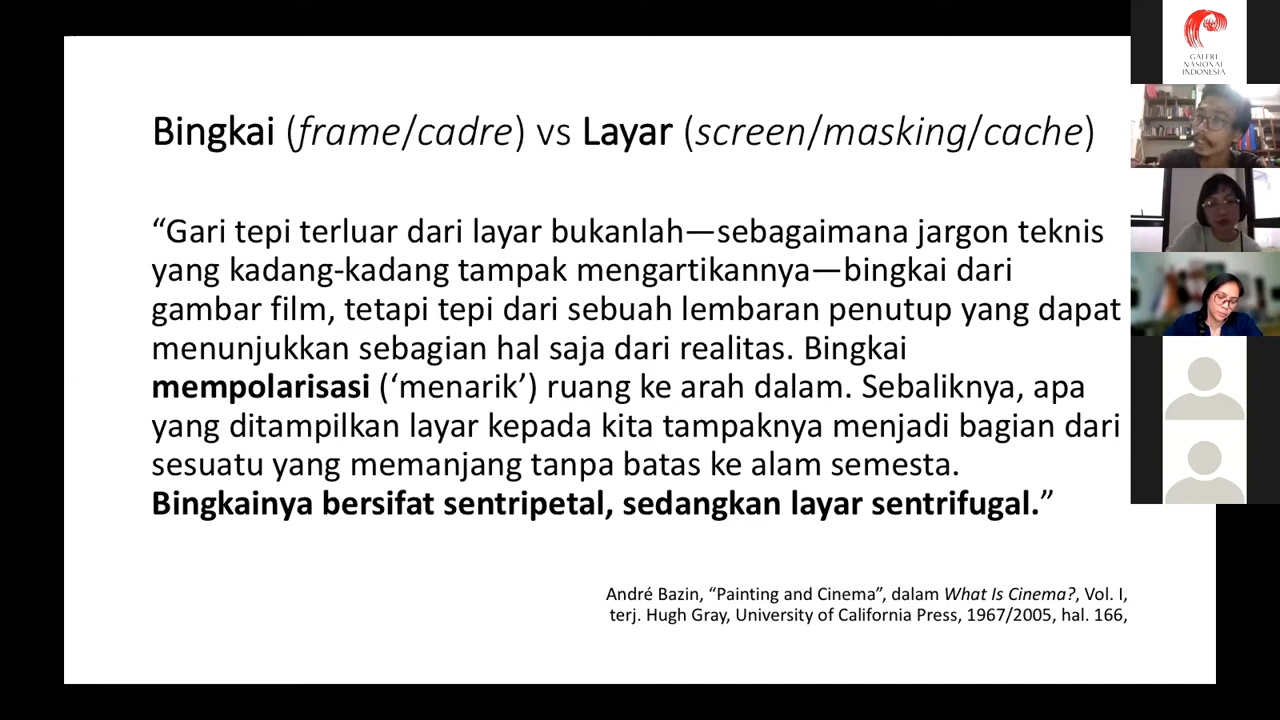 Bingkai (frame/cadre) vs Layar (screen/masking/cache)
“Gari tepi terluar dari layar bukanlah—sebagaimana jargon teknis
yang kadang-kadang tampak mengartikannya—bingkai dari
gambar film, tetapi tepi dari sebuah lembaran penutup yang dapat
menunjukkan sebagian hal saja dari realitas. Bingkai
mempolarisasi (‘menarik’) ruang ke arah dalam. Sebaliknya, apa
yang ditampilkan layar kepada kita tampaknya menjadi bagian dari
sesuatu yang memanjang tanpa batas ke alam semesta.
Bingkainya bersifat sentripetal, sedangkan layar sentrifugal.”
André Bazin, “Painting and Cinema”, dalam What Is Cinema?, Vol. I,
terj. Hugh Gray, University of California Press, 1967/2005, hal. 166,
GALERI
NASIONAL
INDONESIA